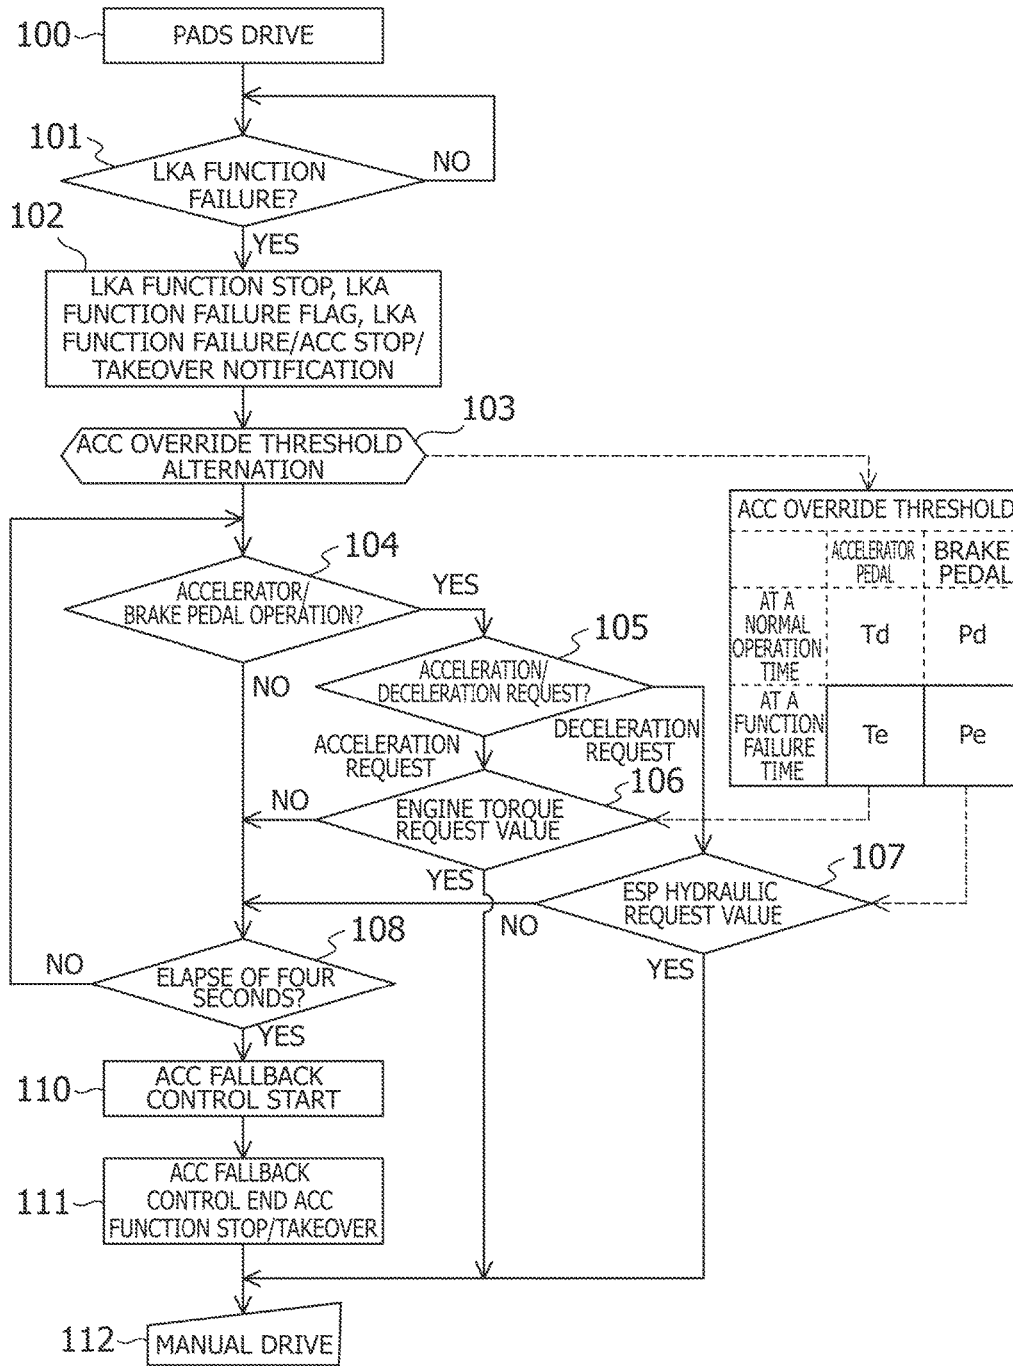 100
PADS DRIVE
101
LKA FUNCTION
FAILURE?
NO
YES
102
LKA FUNCTION STOP, LKA
FUNCTION FAILURE FLAG, LKA
FUNCTION FAILURE/ACC STOP/
TAKEOVER NOTIFICATION
103
ACC OVERRIDE THRESHOLD
ALTERNATION
ACC OVERRIDE THRESHOLD
ACCELERATOR
PEDAL
BRAKE
PEDAL
AT A
NORMAL
OPERATION
TIME
Td
Pd
AT A
FUNCTION
FAILURE
TIME
Te
Pe
104
ACCELERATOR/
BRAKE PEDAL OPERATION?
YES
NO
105
ACCELERATION/
DECELERATION REQUEST?
ACCELERATION
REQUEST
DECELERATION
REQUEST
106
ENGINE TORQUE
REQUEST VALUE
NO
YES
107
ESP HYDRAULIC
REQUEST VALUE
NO
YES
108
ELAPSE OF FOUR
SECONDS?
NO
YES
110
ACC FALLBACK
CONTROL START
111
ACC FALLBACK
CONTROL END ACC
FUNCTION STOP/TAKEOVER
112
MANUAL DRIVE